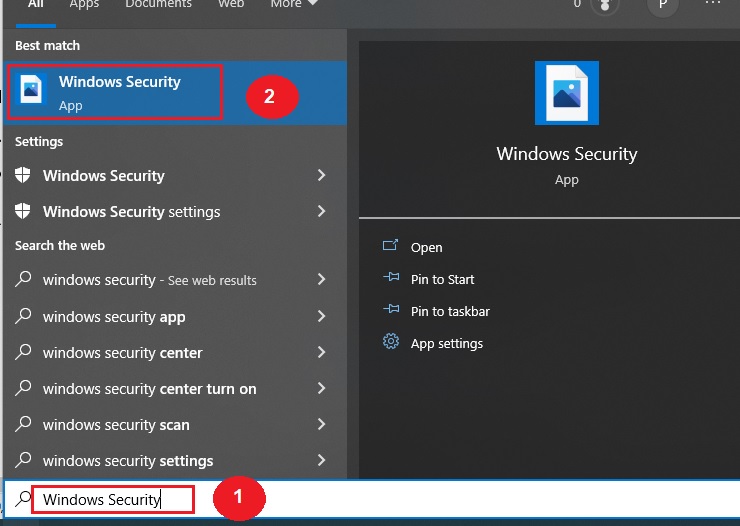 All Apps Documents Web More 0 P ...
Best match
Windows Security
App
2
Settings
Windows Security
Windows Security settings
Search the web
windows security - See web results
windows security app
windows security center
windows security center turn on
windows security scan
windows security settings
Windows Security
1
Windows Security
App
Open
Pin to Start
Pin to taskbar
App settings